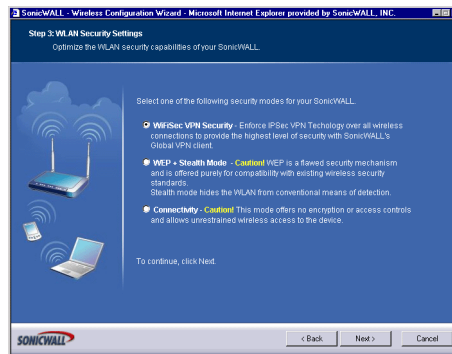 SonicWALL - Wireless Configuration Wizard - Microsoft Internet Explorer provided by SonicWALL, INC.
Step 3: WLAN Security Settings
Optimize the WLAN security capabilities of your SonicWALL.
Select one of the following security modes for your SonicWALL.
WiFiSec VPN Security - Enforce IPSec VPN Techology over all wireless
connections to provide the highest level of security with SonicWALL's
Global VPN client.
WEP + Stealth Mode - Caution! WEP is a flawed security mechanism
and is offered purely for compatibility with existing wireless security
standards.
Stealth mode hides the WLAN from conventional means of detection.
Connectivity - Caution! This mode offers no encryption or access controls
and allows unrestrained wireless access to the device.
To continue, click Next.
SONICWALL
< Back Next > Cancel